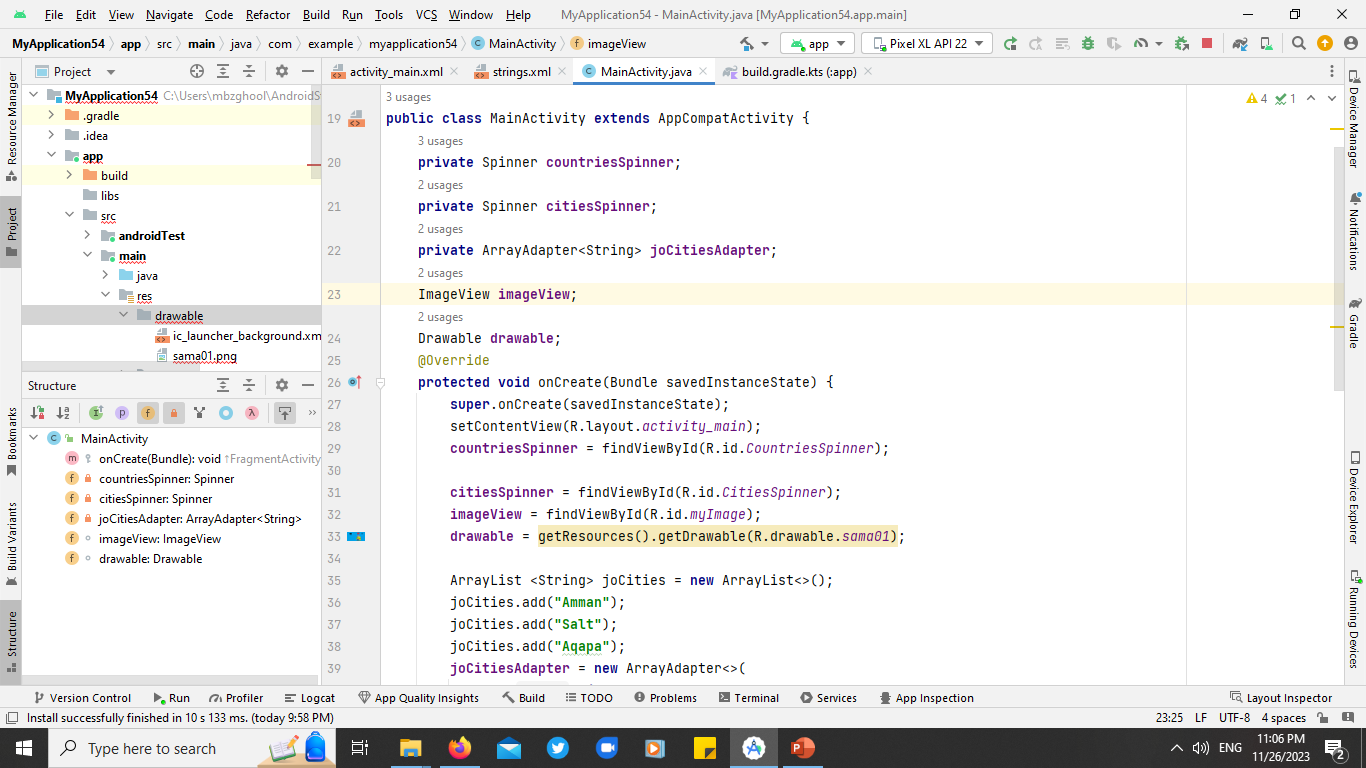 File Edit View Navigate Code Refactor Build Run Tools VCS Window Help MyApplication54 - MainActivity.java [MyApplication54.app.main]
MyApplication54 app src main java com example myapplication54 MainActivity imageView app Pixel XL API 22
Project activity_main.xml strings.xml MainActivity.java build.gradle.kts (:app)
Resource Manager
Project
Bookmarks
Build Variants
Structure
MyApplication54 C:\Users\mbzghool\AndroidS
.gradle
.idea
app
build
libs
src
androidTest
main
java
res
drawable
ic_launcher_background.xm
sama01.png
Structure
MainActivity
onCreate(Bundle): void ↑FragmentActivity
countriesSpinner: Spinner
citiesSpinner: Spinner
joCitiesAdapter: ArrayAdapter<String>
imageView: ImageView
drawable: Drawable
4 1
3 usages
19 public class MainActivity extends AppCompatActivity {
3 usages
20 private Spinner countriesSpinner;
2 usages
21 private Spinner citiesSpinner;
2 usages
22 private ArrayAdapter<String> joCitiesAdapter;
2 usages
23 ImageView imageView;
2 usages
24 Drawable drawable;
25 @Override
26 protected void onCreate(Bundle savedInstanceState) {
27 super.onCreate(savedInstanceState);
28 setContentView(R.layout.activity_main);
29 countriesSpinner = findViewById(R.id.CountriesSpinner);
30
31 citiesSpinner = findViewById(R.id.CitiesSpinner);
32 imageView = findViewById(R.id.myImage);
33 drawable = getResources().getDrawable(R.drawable.sama01);
34
35 ArrayList <String> joCities = new ArrayList<>();
36 joCities.add("Amman");
37 joCities.add("Salt");
38 joCities.add("Aqapa");
39 joCitiesAdapter = new ArrayAdapter<>(
Device Manager
Notifications
Gradle
Device Explorer
Running Devices
Version Control Run Profiler Logcat App Quality Insights Build TODO Problems Terminal Services App Inspection Layout Inspector
Install successfully finished in 10 s 133 ms. (today 9:58 PM) 23:25 LF UTF-8 4 spaces
Type here to search ENG 11:06 PM
11/26/2023 2